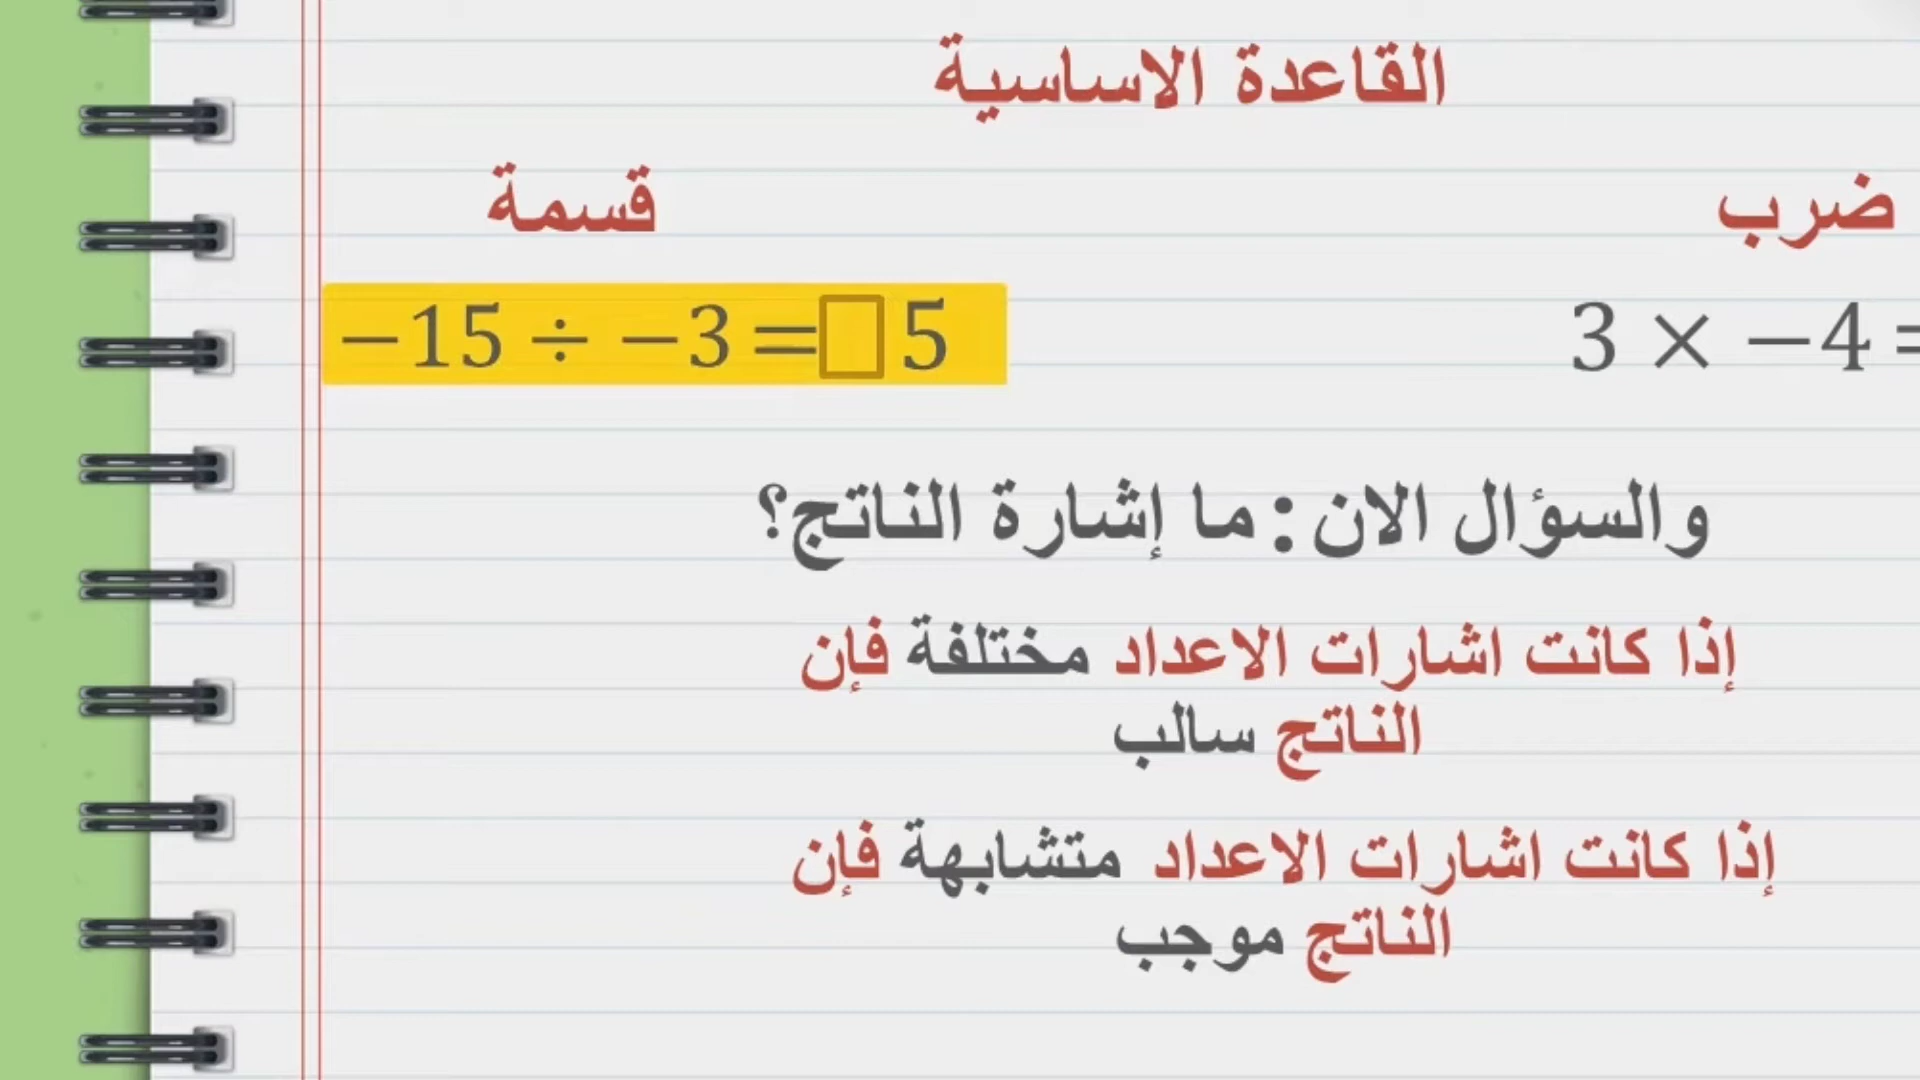 القاعدة الاساسية
ضرب
قسمة
3 × −4 =
−15 ÷ −3 = 5
والسؤال الان : ما إشارة الناتج؟
إذا كانت اشارات الاعداد مختلفة فإن
الناتج سالب
إذا كانت اشارات الاعداد متشابهة فإن
الناتج موجب